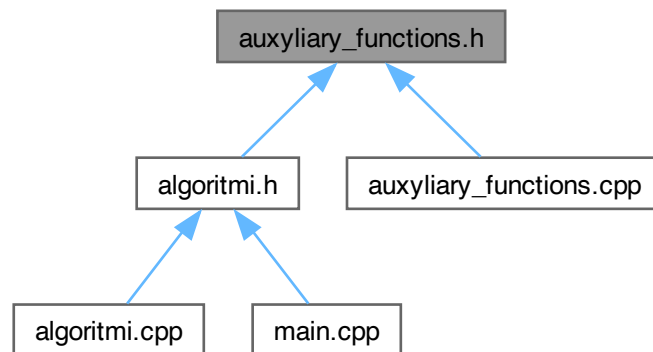 auxyliary_functions.h
algoritmi.h
auxyliary_functions.cpp
algoritmi.cpp
main.cpp